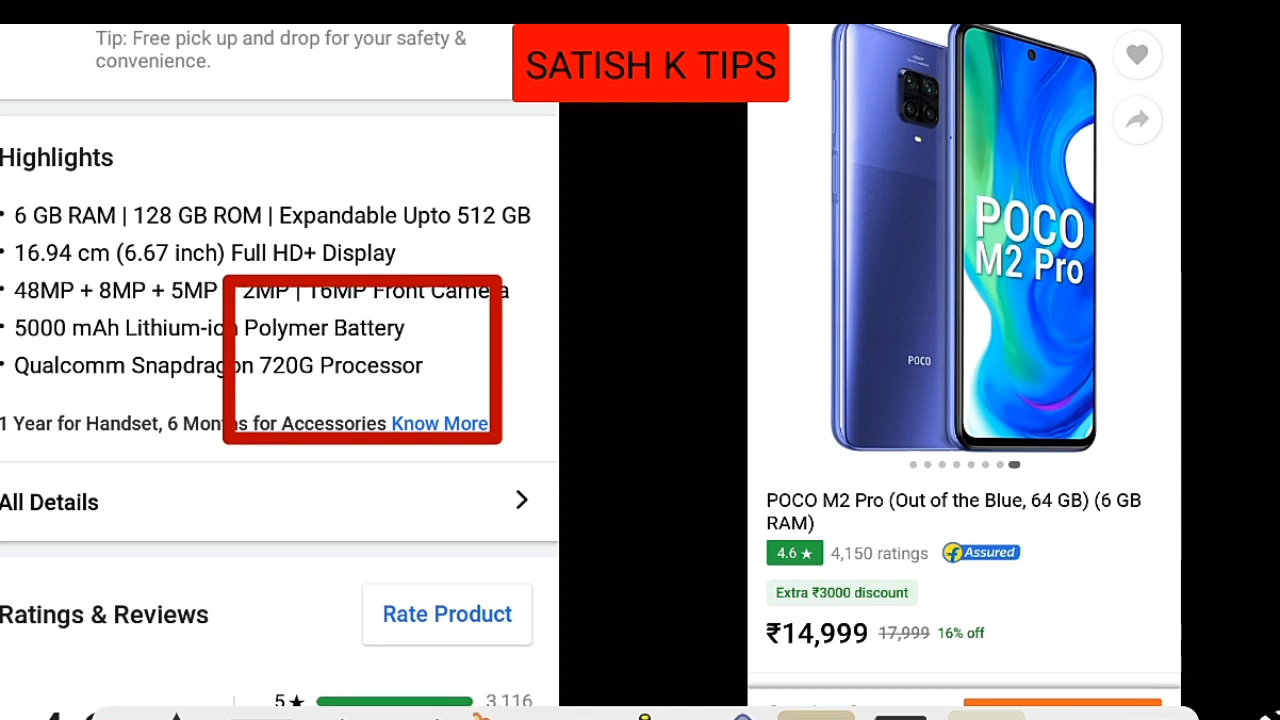 Tip: Free pick up and drop for your safety &
convenience.
SATISH K TIPS
Highlights
• 6 GB RAM | 128 GB ROM | Expandable Upto 512 GB
• 16.94 cm (6.67 inch) Full HD+ Display
• 48MP + 8MP + 5MP 2MP | 16MP Front Camera
• 5000 mAh Lithium-ion Polymer Battery
• Qualcomm Snapdragon 720G Processor
1 Year for Handset, 6 Months for Accessories Know More
All Details
Ratings & Reviews
Rate Product
5★ 3,116
POCO
M2 Pro
POCO
POCO M2 Pro (Out of the Blue, 64 GB) (6 GB
RAM)
4.6 ★ 4,150 ratings f Assured
Extra ₹3000 discount
₹14,999 17,999 16% off